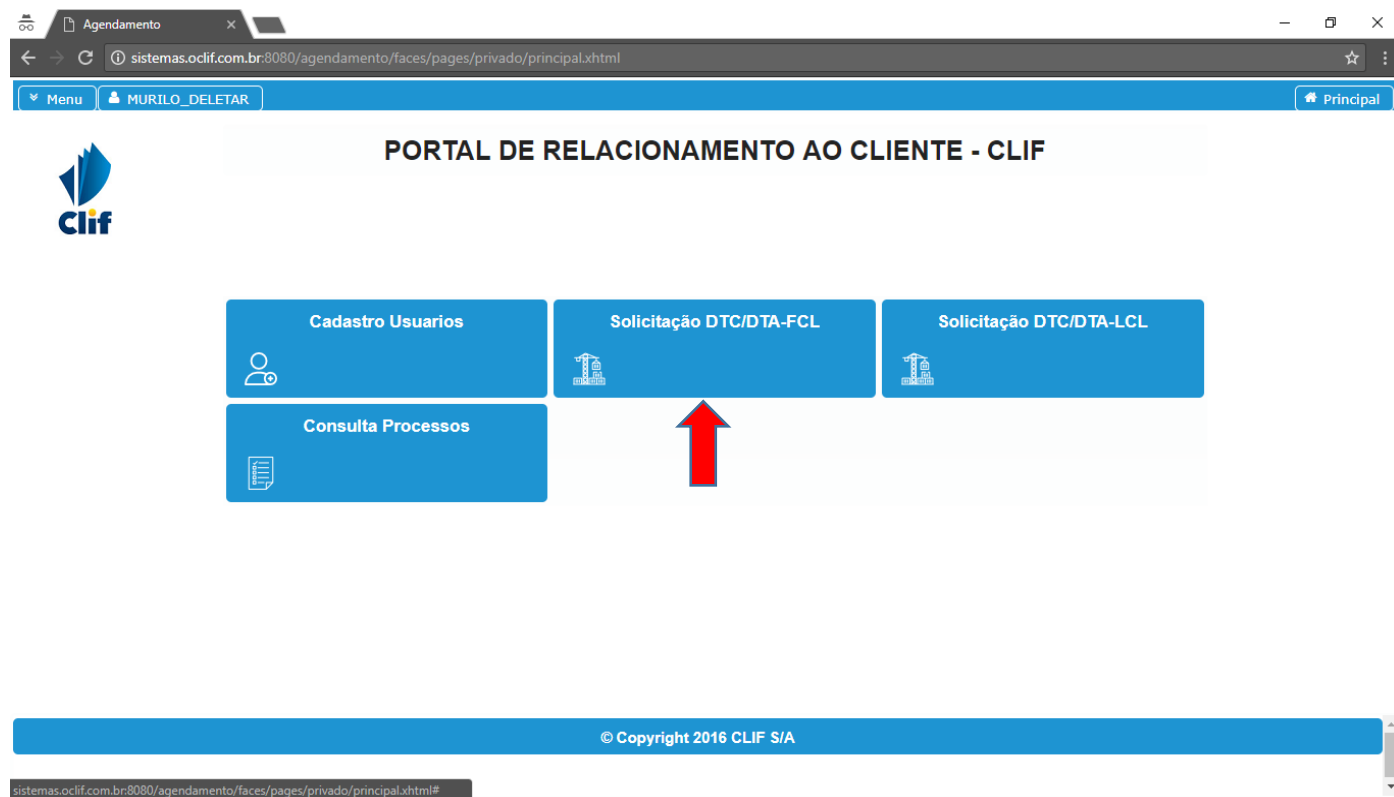 Agendamento
sistemas.oclif.com.br:8080/agendamento/faces/pages/privado/principal.xhtml
Menu MURILO_DELETAR Principal
PORTAL DE RELACIONAMENTO AO CLIENTE - CLIF
Clif
Cadastro Usuarios Solicitação DTC/DTA-FCL Solicitação DTC/DTA-LCL
Consulta Processos
© Copyright 2016 CLIF S/A
sistemas.oclif.com.br:8080/agendamento/faces/pages/privado/principal.xhtml#